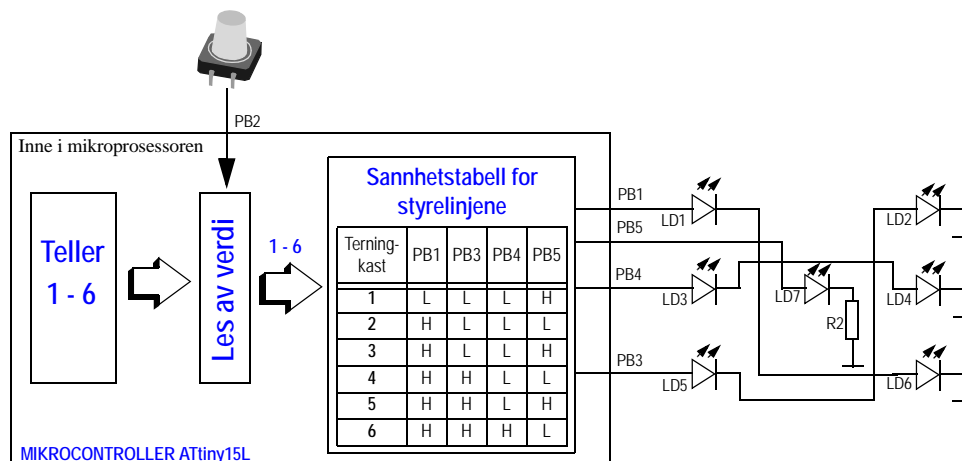 PB2
Inne i mikroprosessoren
Teller
1 - 6
Les av verdi
1 - 6
Sannhetstabell for
styrelinjene
Terning-
kast PB1 PB3 PB4 PB5
1 L L L H
2 H L L L
3 H L L H
4 H H L L
5 H H L H
6 H H H L
MIKROCONTROLLER ATtiny15L
PB1
LD1
LD2
PB5
PB4
LD3
LD7
LD4
R2
PB3
LD5
LD6